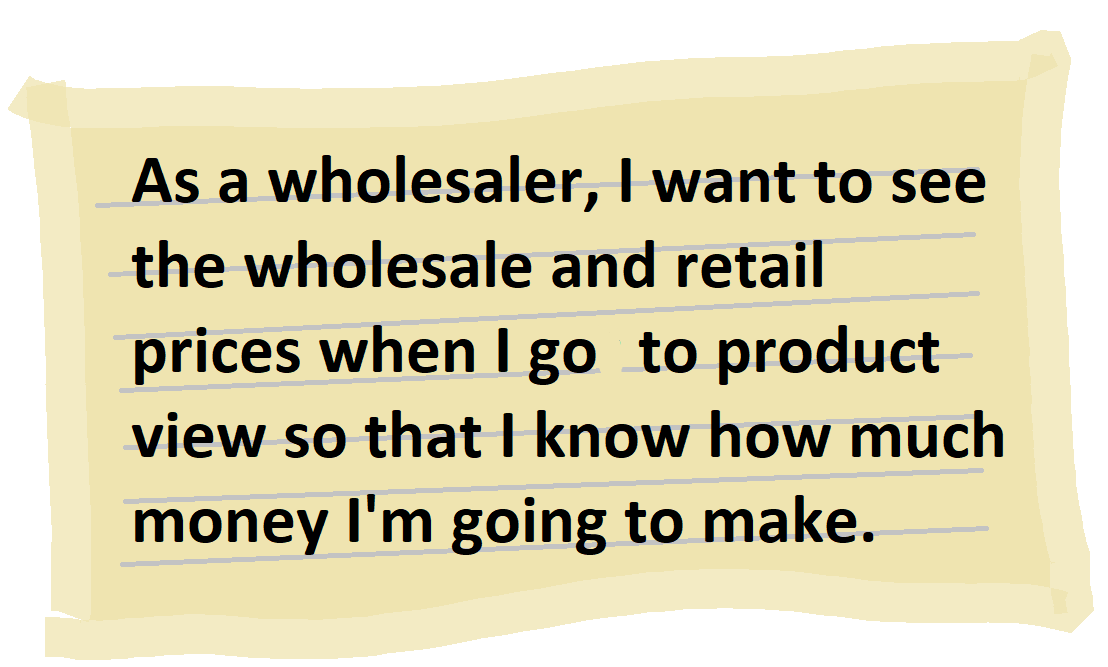 As a wholesaler, I want to see
the wholesale and retail
prices when I go to product
view so that I know how much
money I'm going to make.